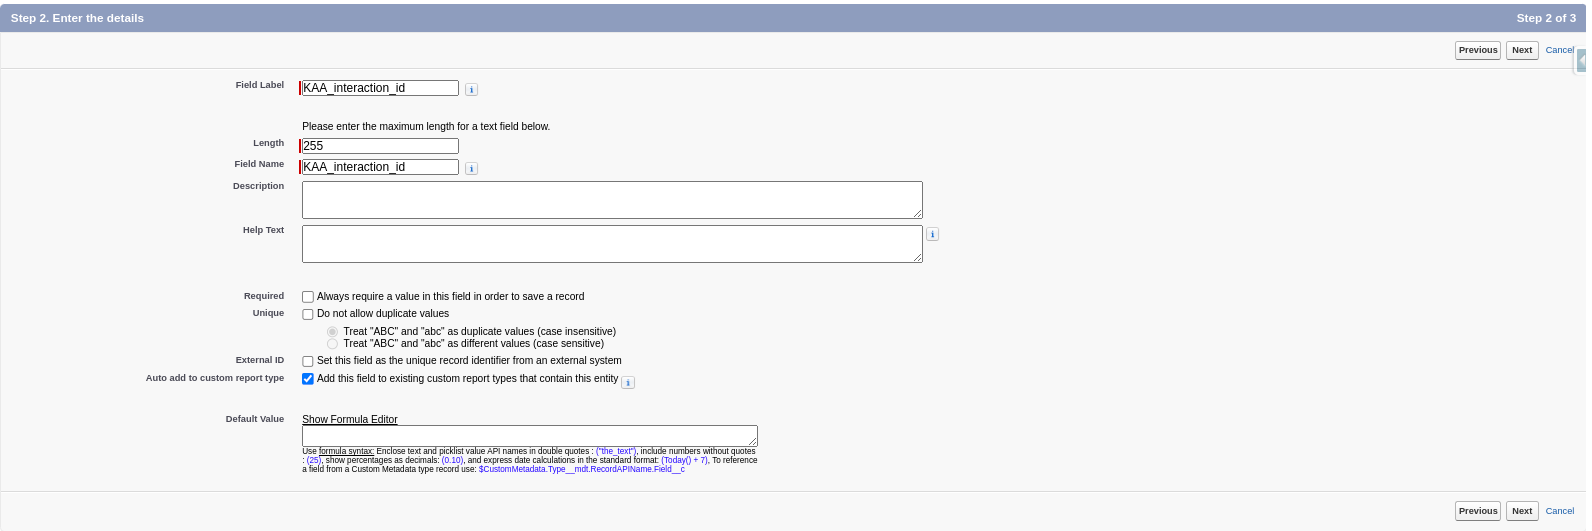 Step 2. Enter the details
Step 2 of 3
Previous Next Cancel
Field Label KAA_interaction_id
Please enter the maximum length for a text field below.
Length 255
Field Name KAA_interaction_id
Description
Help Text
Required Always require a value in this field in order to save a record
Unique Do not allow duplicate values
Treat "ABC" and "abc" as duplicate values (case insensitive)
Treat "ABC" and "abc" as different values (case sensitive)
External ID Set this field as the unique record identifier from an external system
Auto add to custom report type Add this field to existing custom report types that contain this entity
Default Value Show Formula Editor
Use formula syntax: Enclose text and picklist value API names in double quotes : ("the_text"), include numbers without quotes
: (25), show percentages as decimals: (0.10), and express date calculations in the standard format: (Today() + 7), To reference
a field from a Custom Metadata type record use: $CustomMetadata.Type__mdt.RecordAPIName.Field__c
Previous Next Cancel